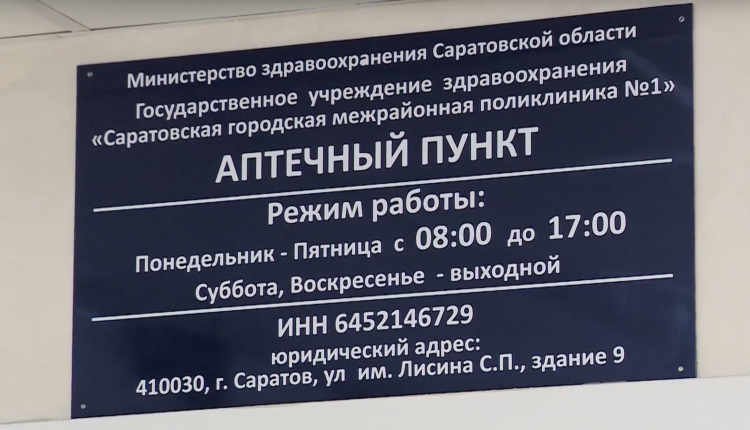 Министерство здравоохранения Саратовской области
Государственное учреждение здравоохранения
«Саратовская городская межрайонная поликлиника №1»
АПТЕЧНЫЙ ПУНКТ
Режим работы:
Понедельник - Пятница с 08:00 до 17:00
Суббота, Воскресенье - выходной
ИНН 6452146729
юридический адрес:
410030, г. Саратов, ул им. Лисина С.П., здание 9